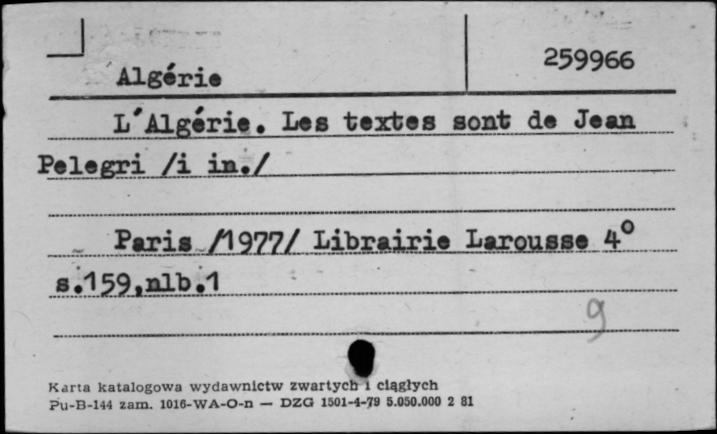 259966
Algérie
L'Algérie. Les textes sont de Jean
Pelegri /i in./
Paris /1977/ Librairie Larousse 4°
s.159,nlb.1
9
Karta katalogowa wydawnictw zwartych i ciągłych
Pu-B-144 zam. 1016-WA-O-n — DZG 1501-4-79 5.050.000 2 81